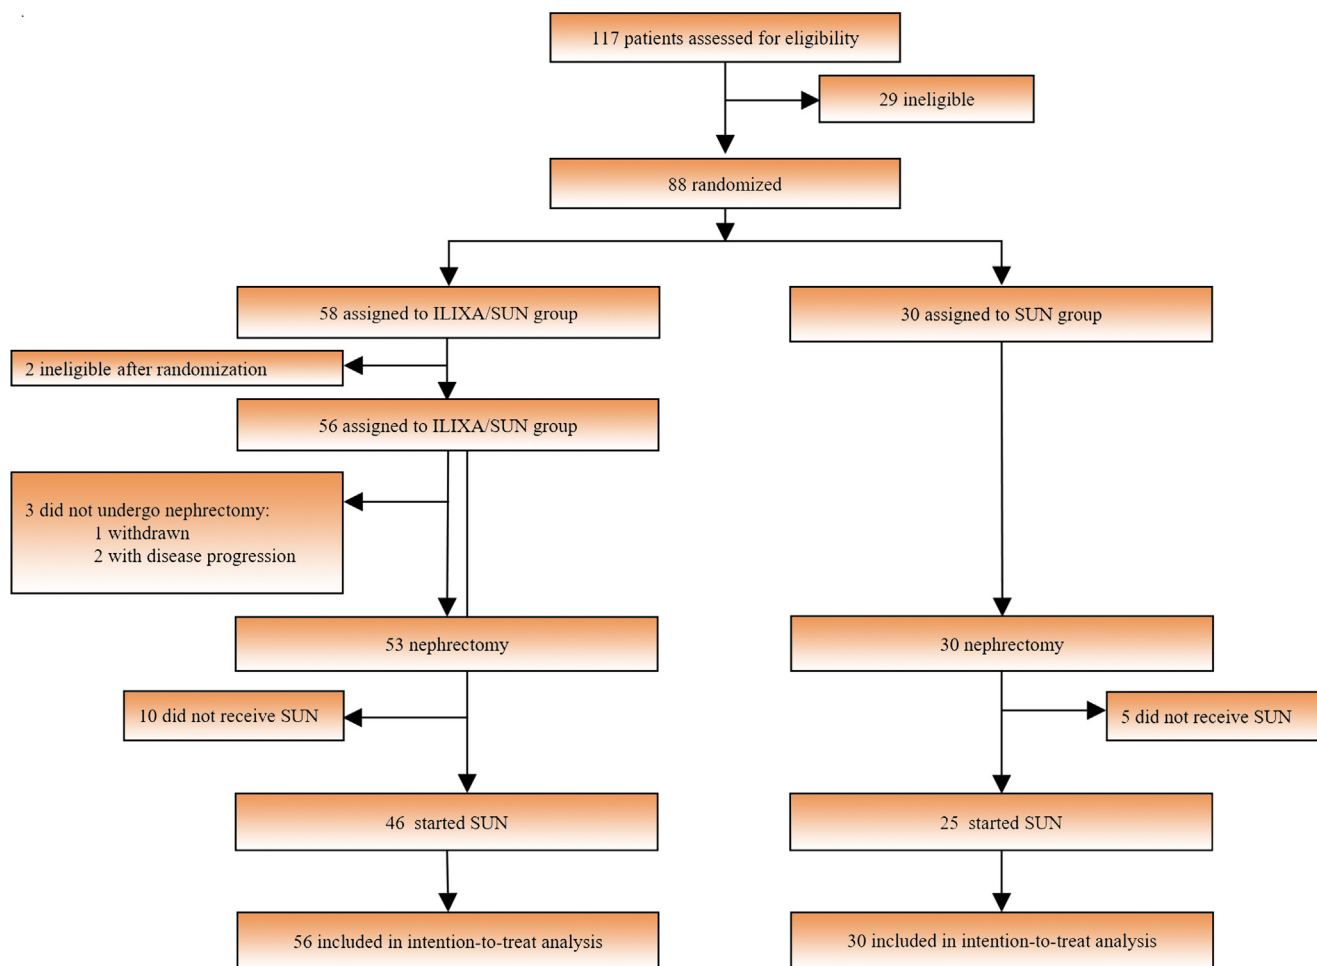 117 patients assessed for eligibility
29 ineligible
88 randomized
58 assigned to ILIXA/SUN group
30 assigned to SUN group
2 ineligible after randomization
56 assigned to ILIXA/SUN group
3 did not undergo nephrectomy:
1 withdrawn
2 with disease progression
53 nephrectomy
30 nephrectomy
10 did not receive SUN
5 did not receive SUN
46 started SUN
25 started SUN
56 included in intention-to-treat analysis
30 included in intention-to-treat analysis